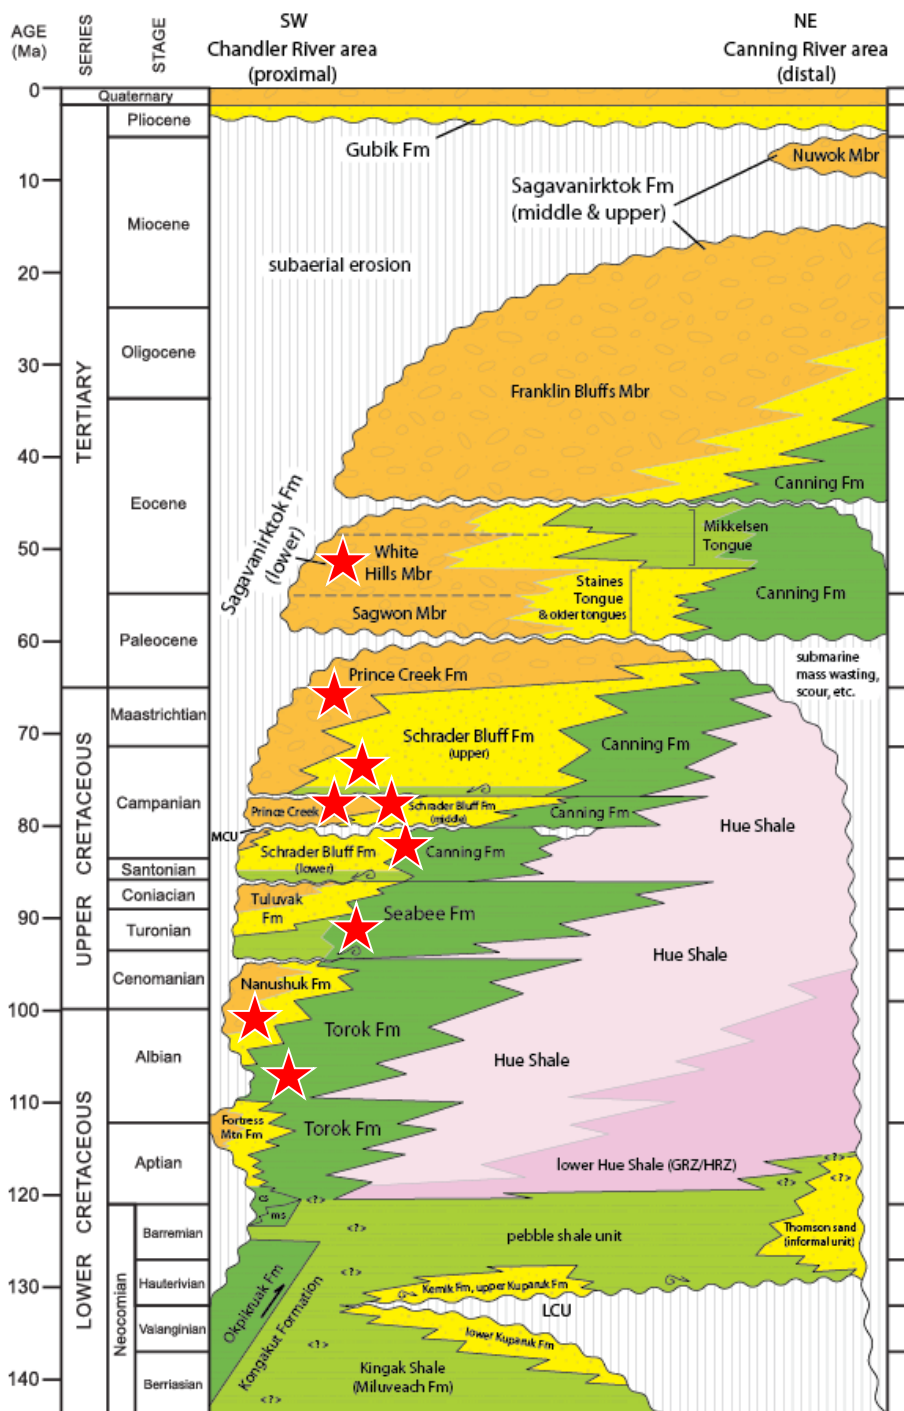 AGE
(Ma)
SERIES
STAGE
SW
Chandler River area
(proximal)
NE
Canning River area
(distal)
0
10
20
30
40
50
60
70
80
90
100
110
120
130
140
TERTIARY
UPPER CRETACEOUS
LOWER CRETACEOUS
Neocomian
Quaternary
Pliocene
Miocene
Oligocene
Eocene
Paleocene
Maastrichtian
Campanian
Santonian
Coniacian
Turonian
Cenomanian
Albian
Aptian
Barremian
Hauterivian
Valanginian
Berriasian
Gubik Fm
Nuwok Mbr
Sagavanirktok Fm
(middle & upper)
subaerial erosion
Franklin Bluffs Mbr
Canning Fm
Sagavanirktok Fm
(lower)
White
Hills Mbr
Mikkelsen
Tongue
Staines
Tongue
& older tongues
Canning Fm
Sagwon Mbr
submarine
mass wasting,
scour, etc.
Prince Creek Fm
Schrader Bluff Fm
(upper)
Canning Fm
Prince Creek
Schrader Bluff Fm
(middle)
Canning Fm
Hue Shale
MCU
Schrader Bluff Fm
(lower)
Canning Fm
Tuluvak
Fm
Seabee Fm
Hue Shale
Nanushuk Fm
Torok Fm
Hue Shale
Fortress
Mtn Fm
Torok Fm
lower Hue Shale (GRZ/HRZ)
<?>
<?>
<?>
<?>
cs
ms
<?>
<?>
pebble shale unit
Thomson sand
(informal unit)
<?>
Kemik Fm, upper Kuparuk Fm
LCU
Okpikruak Fm
Kongakut Formation
lower Kuparuk Fm
<?>
Kingak Shale
(Miluveach Fm)
<?>
<?>